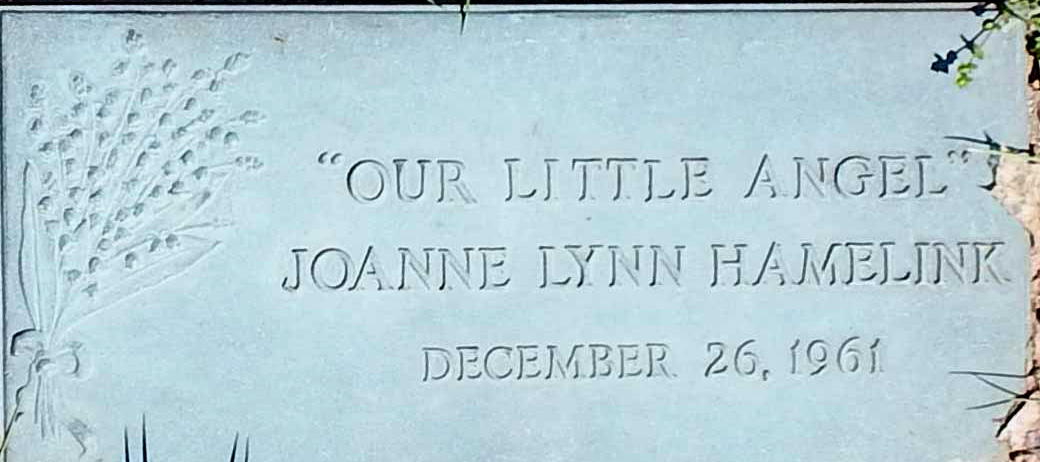 “OUR LITTLE ANGEL”
JOANNE LYNN HAMELINK
DECEMBER 26, 1961